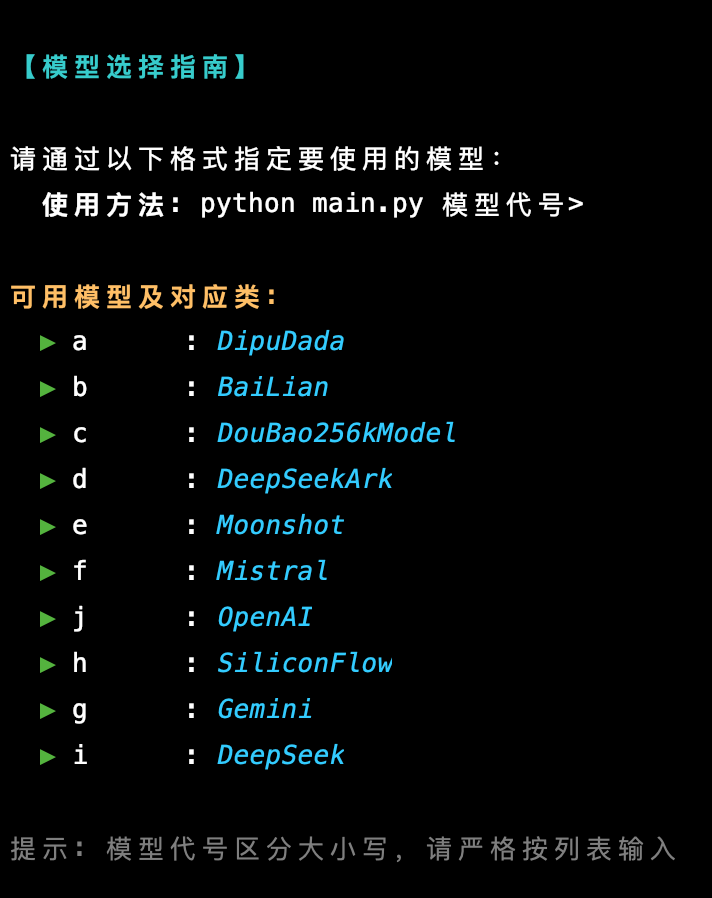 【模型选择指南】
请通过以下格式指定要使用的模型：
使用方法: python main.py 模型代号>
可用模型及对应类:
▶ a : DipuDada
▶ b : BaiLian
▶ c : DouBao256kModel
▶ d : DeepSeekArk
▶ e : Moonshot
▶ f : Mistral
▶ j : OpenAI
▶ h : SiliconFlow
▶ g : Gemini
▶ i : DeepSeek
提示: 模型代号区分大小写，请严格按列表输入